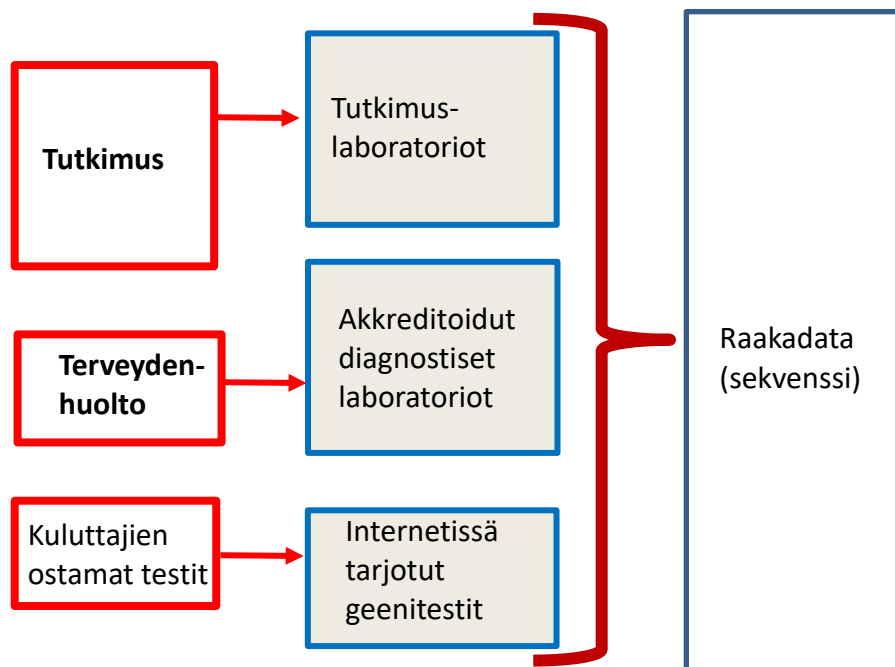 Tutkimus
Tutkimus-
laboratoriot
Terveyden-
huolto
Akkreditoidut
diagnostiset
laboratoriot
Kuluttajien
ostamat testit
Internetissä
tarjotut
geenitestit
Raakadata
(sekvenssi)